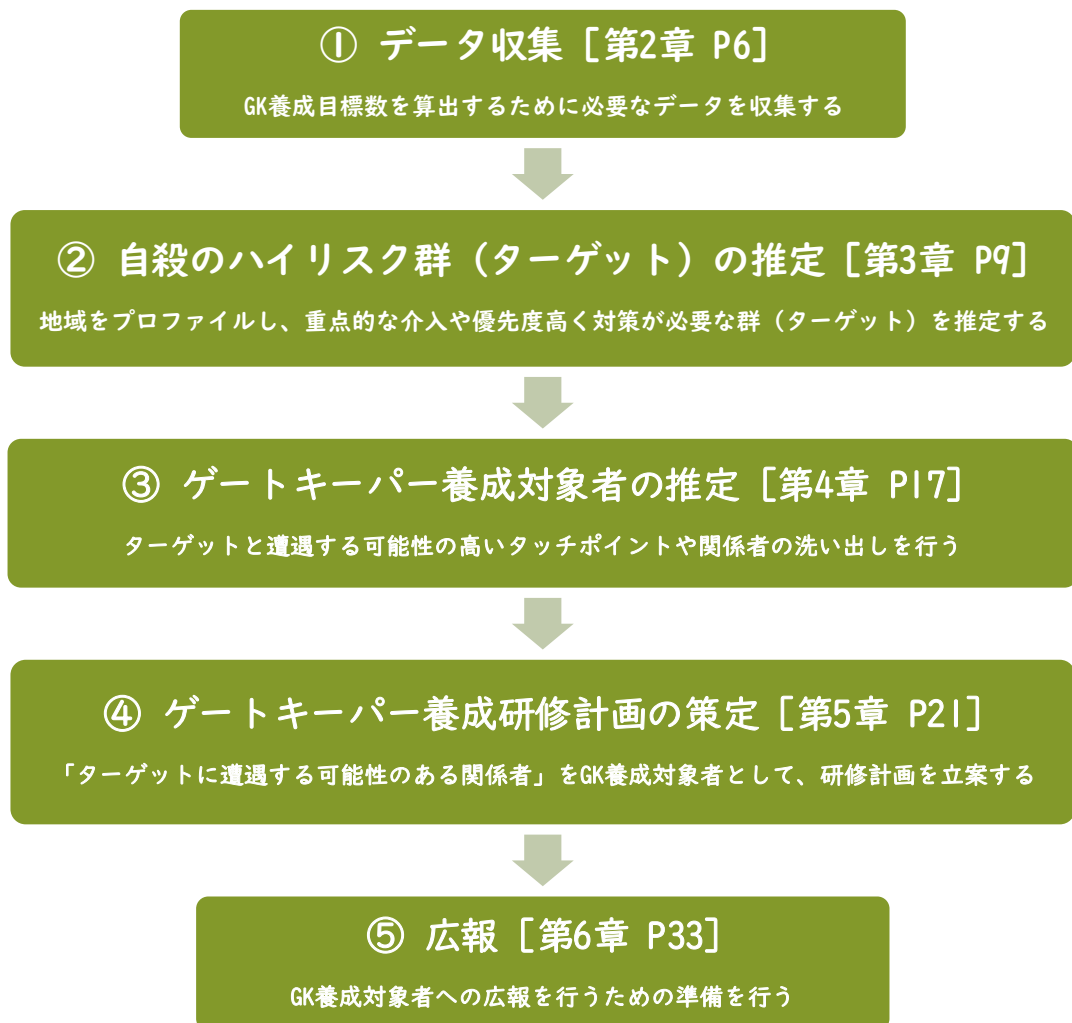 ① データ収集［第2章 P6］
GK養成目標数を算出するために必要なデータを収集する
② 自殺のハイリスク群（ターゲット）の推定［第3章 P9］
地域をプロファイルし、重点的な介入や優先度高く対策が必要な群（ターゲット）を推定する
③ ゲートキーパー養成対象者の推定［第4章 P17］
ターゲットと遭遇する可能性の高いタッチポイントや関係者の洗い出しを行う
④ ゲートキーパー養成研修計画の策定［第5章 P21］
「ターゲットに遭遇する可能性のある関係者」をGK養成対象者として、研修計画を立案する
⑤ 広報［第6章 P33］
GK養成対象者への広報を行うための準備を行う